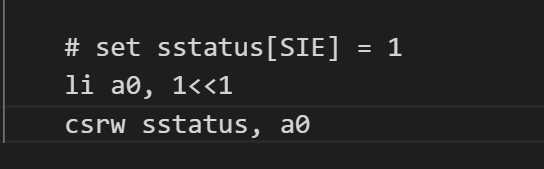 # set sstatus[SIE] = 1
li a0, 1<<1
csrw sstatus, a0